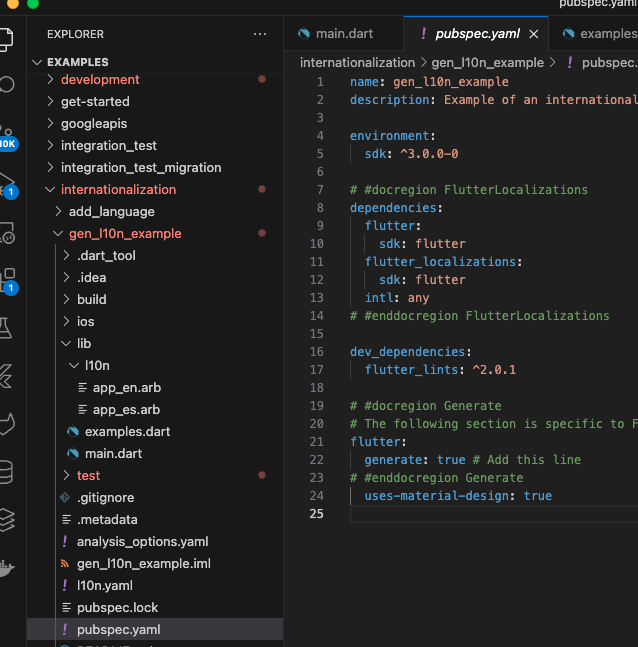 pubspec.yaml
EXPLORER
main.dart
! pubspec.yaml
examples
EXAMPLES
development
get-started
googleapis
integration_test
integration_test_migration
internationalization
add_language
gen_l10n_example
.dart_tool
.idea
build
ios
lib
l10n
app_en.arb
app_es.arb
examples.dart
main.dart
test
.gitignore
.metadata
! analysis_options.yaml
gen_l10n_example.iml
! l10n.yaml
pubspec.lock
! pubspec.yaml
10K
1
1
internationalization > gen_l10n_example > ! pubspec.
1 name: gen_l10n_example
2 description: Example of an international
3
4 environment:
5 sdk: ^3.0.0-0
6
7 # #docregion FlutterLocalizations
8 dependencies:
9 flutter:
10 sdk: flutter
11 flutter_localizations:
12 sdk: flutter
13 intl: any
14 # #enddocregion FlutterLocalizations
15
16 dev_dependencies:
17 flutter_lints: ^2.0.1
18
19 # #docregion Generate
20 # The following section is specific to F
21 flutter:
22 generate: true # Add this line
23 # #enddocregion Generate
24 uses-material-design: true
25